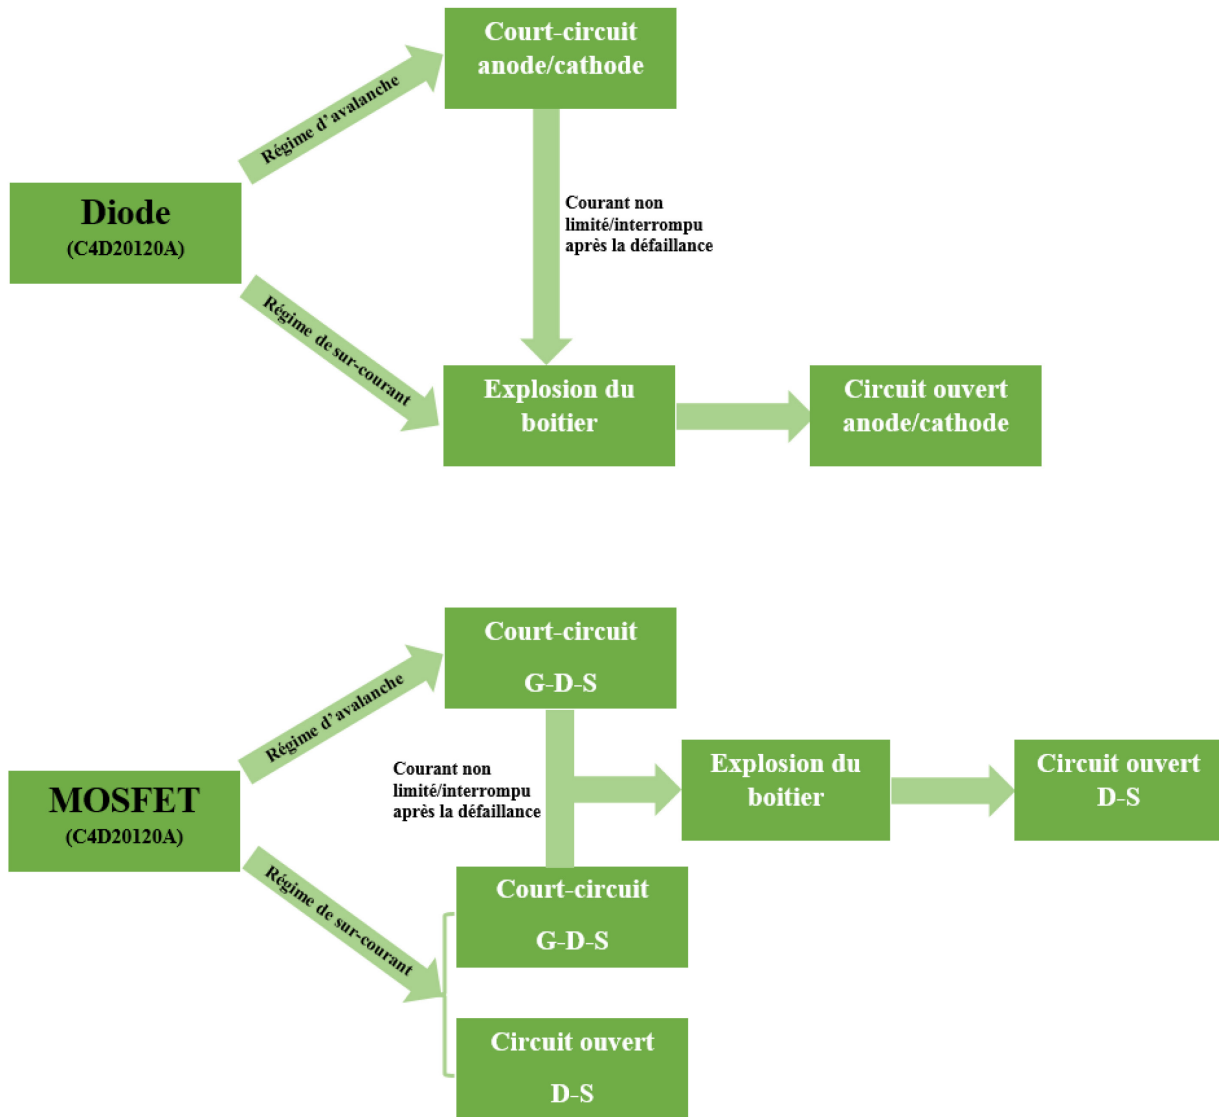 Court-circuit
anode/cathode
Régime d’avalanche
Diode
(C4D20120A)
Courant non
limité/interrompu
après la défaillance
Régime de sur-courant
Explosion du
boitier
Circuit ouvert
anode/cathode
Court-circuit
G-D-S
Régime d’avalanche
MOSFET
(C4D20120A)
Courant non
limité/interrompu
après la défaillance
Explosion du
boitier
Circuit ouvert
D-S
Régime de sur-courant
Court-circuit
G-D-S
Circuit ouvert
D-S